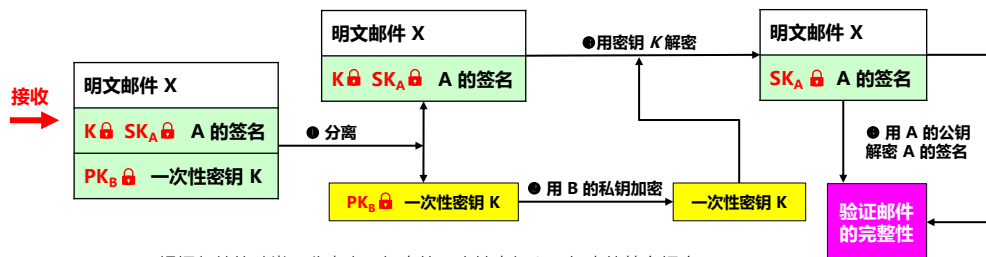 接收
明文邮件 X
K SKA A 的签名
PKB 一次性密钥 K
❶ 分离
明文邮件 X
K SKA A 的签名
PKB 一次性密钥 K
❷ 用 B 的私钥加密
一次性密钥 K
❸用密钥 K 解密
明文邮件 X
SKA A 的签名
❹ 用 A 的公钥
解密 A 的签名
验证邮件
的完整性